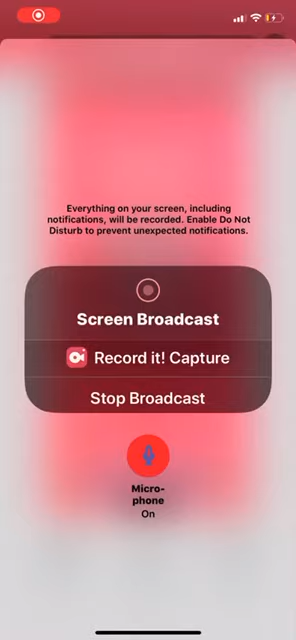 Everything on your screen, including
notifications, will be recorded. Enable Do Not
Disturb to prevent unexpected notifications.
Screen Broadcast
Record it! Capture
Stop Broadcast
Micro-
phone
On